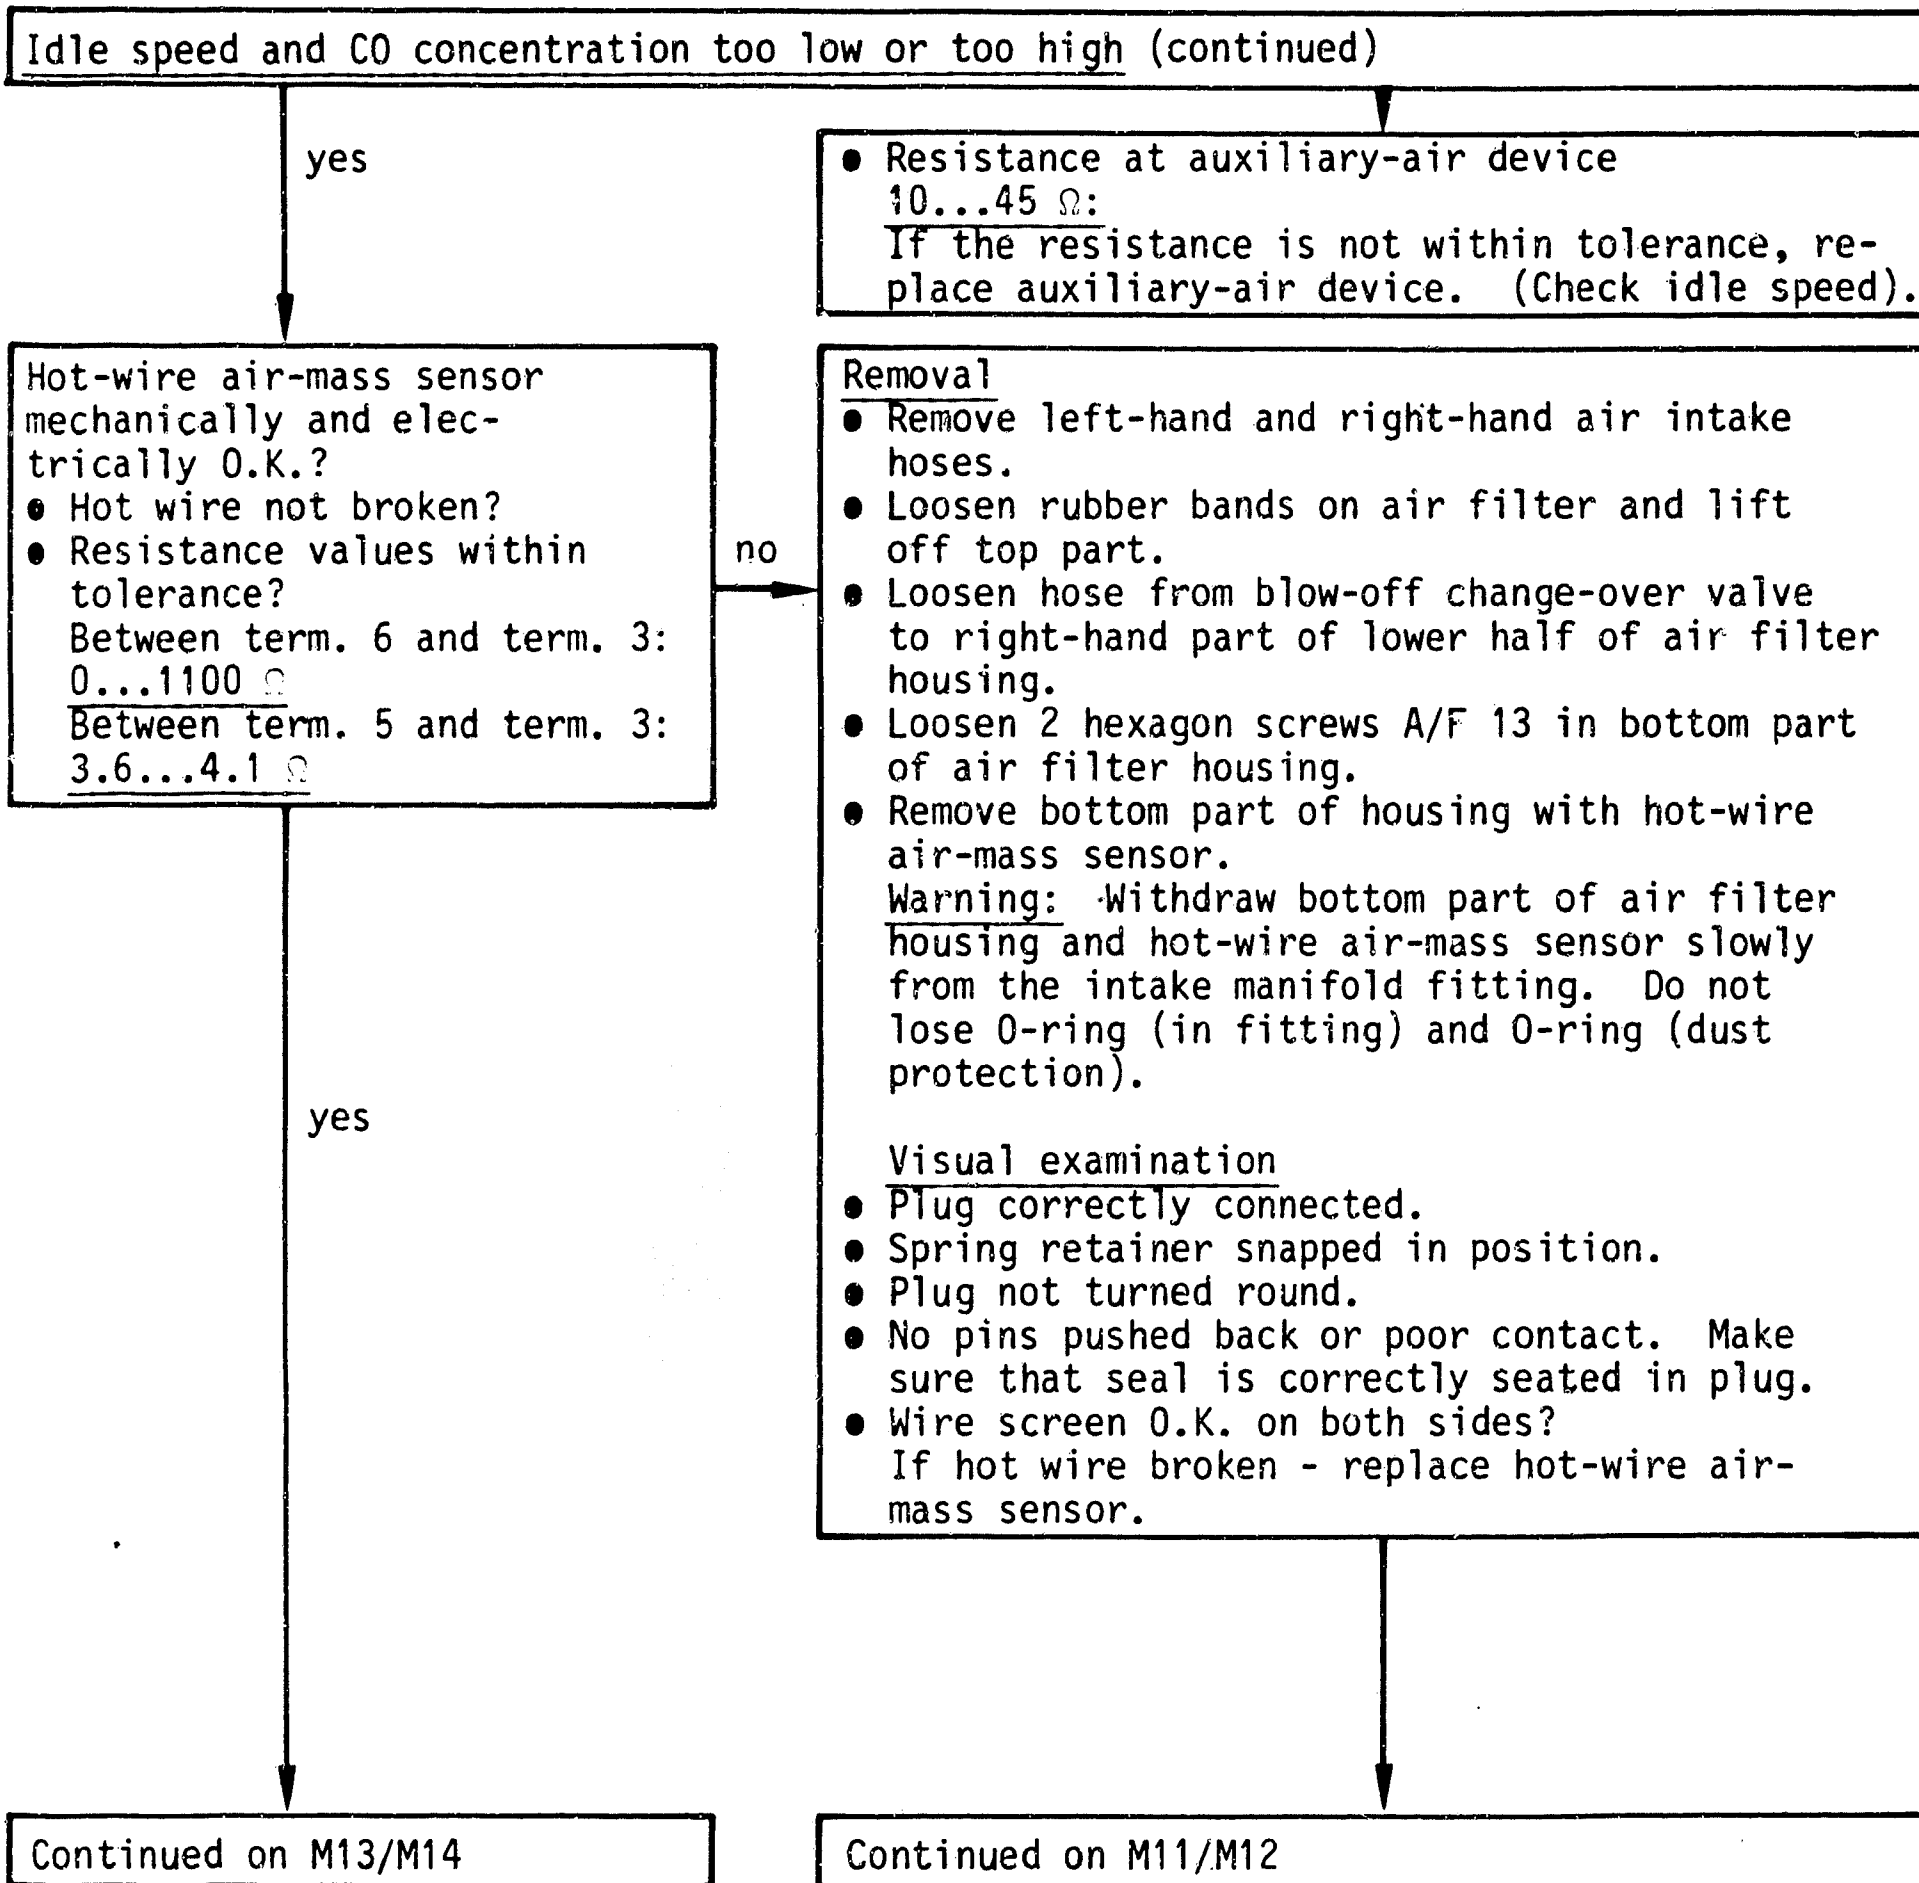 Idle speed and CO concentration too low or too high (continued)
yes
● Resistance at auxiliary-air device
10...45 Ω:
If the resistance is not within tolerance, re-
place auxiliary-air device. (Check idle speed).
Hot-wire air-mass sensor
mechanically and elec-
trically O.K.?
● Hot wire not broken?
● Resistance values within
tolerance?
Between term. 6 and term. 3:
0...1100 Ω
Between term. 5 and term. 3:
3.6...4.1 Ω
no
Removal
● Remove left-hand and right-hand air intake
hoses.
● Loosen rubber bands on air filter and lift
off top part.
● Loosen hose from blow-off change-over valve
to right-hand part of lower half of air filter
housing.
● Loosen 2 hexagon screws A/F 13 in bottom part
of air filter housing.
● Remove bottom part of housing with hot-wire
air-mass sensor.
Warning: Withdraw bottom part of air filter
housing and hot-wire air-mass sensor slowly
from the intake manifold fitting. Do not
lose O-ring (in fitting) and O-ring (dust
protection).
Visual examination
● Plug correctly connected.
● Spring retainer snapped in position.
● Plug not turned round.
● No pins pushed back or poor contact. Make
sure that seal is correctly seated in plug.
● Wire screen O.K. on both sides?
If hot wire broken - replace hot-wire air-
mass sensor.
yes
Continued on M13/M14
Continued on M11/M12